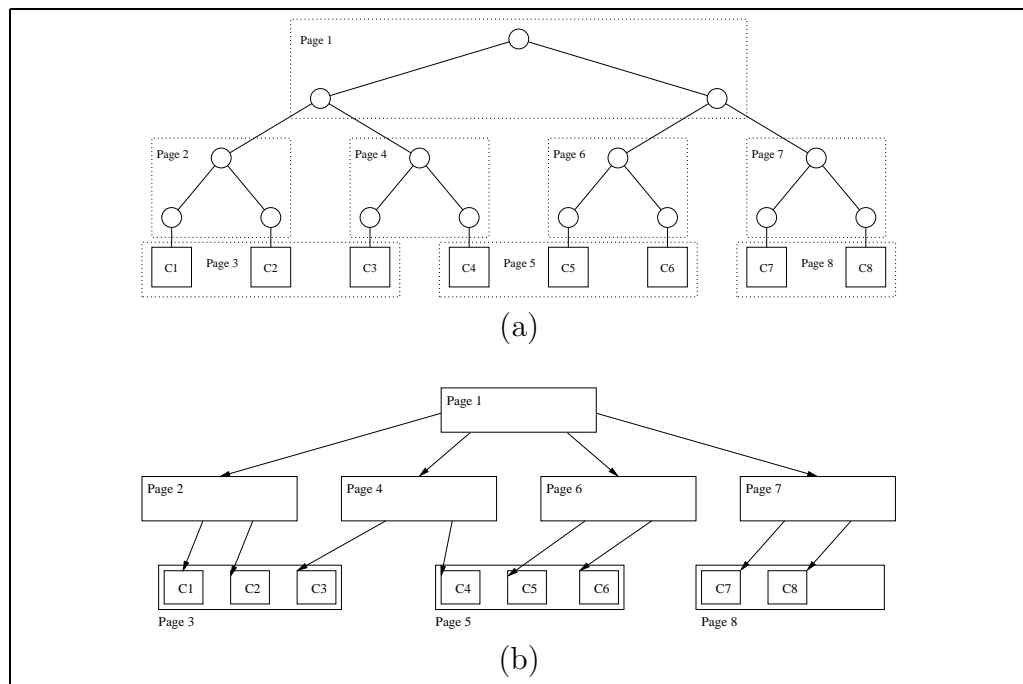 Page 1
Page 2
Page 4
Page 6
Page 7
C1 Page 3 C2 C3 C4 Page 5 C5 C6 C7 Page 8 C8
(a)
Page 1
Page 2 Page 4 Page 6 Page 7
C1 C2 C3 C4 C5 C6 C7 C8
Page 3 Page 5 Page 8
(b)